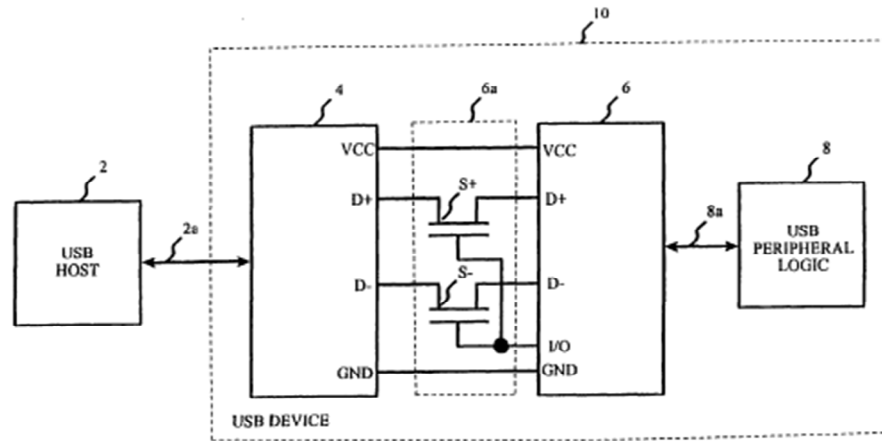 10
4
6a
6
2
8
VCC
VCC
S+
D+
D+
2a
8a
USB
HOST
USB
PERIPHERAL
LOGIC
S-
D-
D-
I/O
GND
GND
USB DEVICE